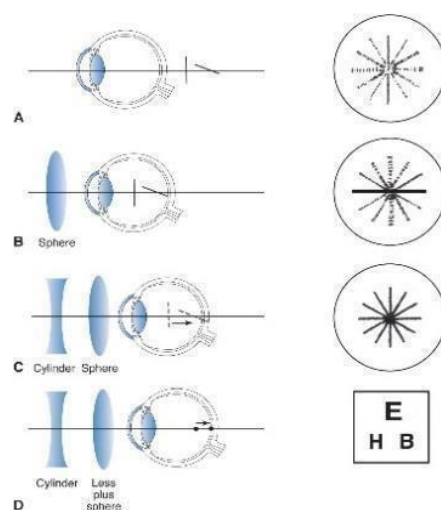 A
B
Sphere
C
Cylinder Sphere
D
Cylinder Less
plus
sphere
E
H B